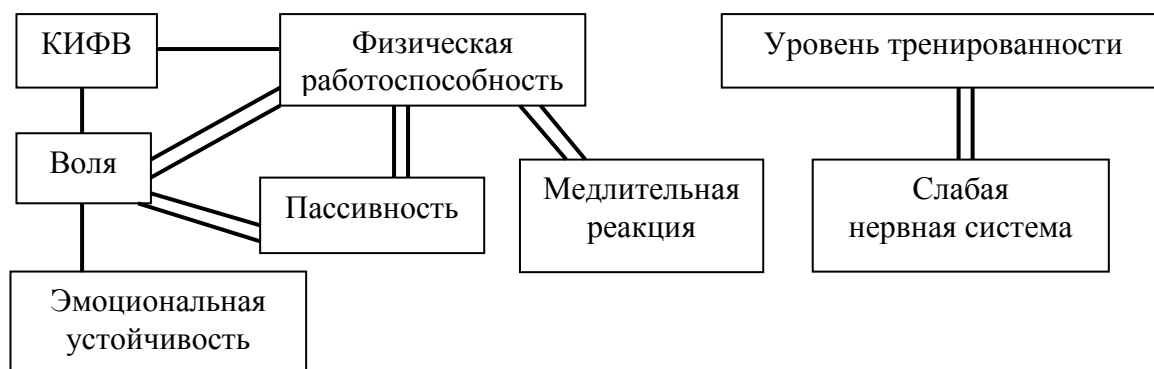 КИФВ
Физическая
работоспособность
Уровень тренированности
Воля
Пассивность
Медлительная
реакция
Слабая
нервная система
Эмоциональная
устойчивость